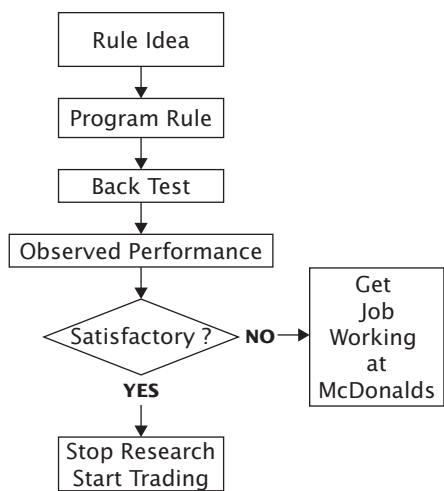 Rule Idea
Program Rule
Back Test
Observed Performance
Satisfactory ?
NO
Get
Job
Working
at
McDonalds
YES
Stop Research
Start Trading